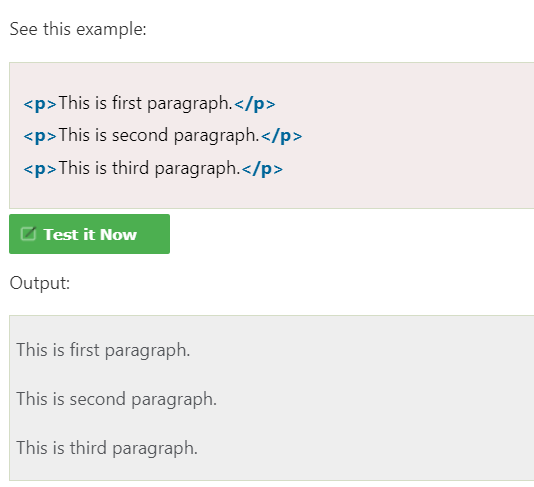 See this example:
<p>This is first paragraph.</p>
<p>This is second paragraph.</p>
<p>This is third paragraph.</p>
Test it Now
Output:
This is first paragraph.
This is second paragraph.
This is third paragraph.